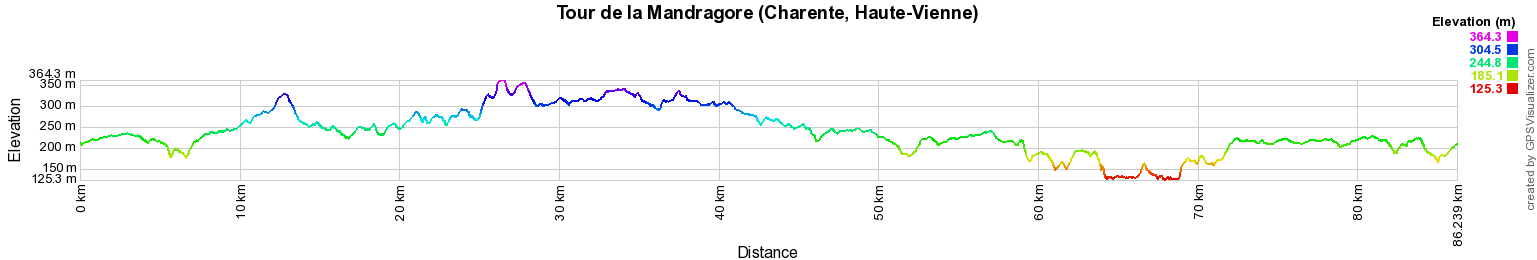 Tour de la Mandragore (Charente, Haute-Vienne)
Elevation (m)
364.3
304.5
244.8
185.1
125.3
364.3 m
350 m
300 m
250 m
200 m
150 m
125.3 m
Elevation
0 km
10 km
20 km
30 km
40 km
50 km
60 km
70 km
80 km
86.239 km
Distance
created by GPSVisualizer.com